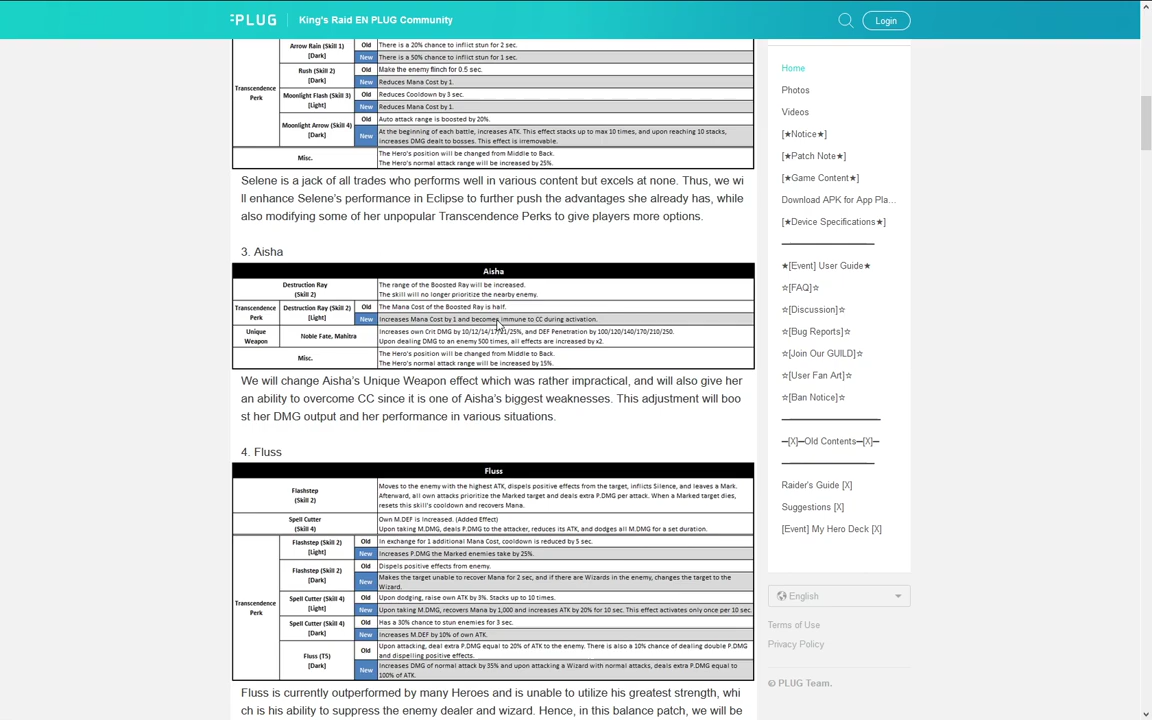 PLUG King's Raid EN PLUG Community Login
Arrow Rain (Skill 1)
[Dark]
Old There is a 20% chance to inflict stun for 2 sec.
New There is a 50% chance to inflict stun for 1 sec.
Rush (Skill 2)
[Dark]
Old Make the enemy flinch for 0.5 sec.
New Reduces Mana Cost by 1.
Transcendence
Perk
Moonlight Flash (Skill 3)
[Light]
Old Reduces Cooldown by 3 sec.
New Reduces Mana Cost by 1.
Moonlight Arrow (Skill 4)
[Dark]
Old Auto attack range is boosted by 20%.
New At the beginning of each battle, increases ATK. This effect stacks up to max 10 times, and upon reaching 10 stacks,
increases DMG dealt to bosses. This effect is irremovable.
Misc. The Hero's position will be changed from Middle to Back.
The Hero's normal attack range will be increased by 25%.
Selene is a jack of all trades who performs well in various content but excels at none. Thus, we wi
ll enhance Selene's performance in Eclipse to further push the advantages she already has, while
also modifying some of her unpopular Transcendence Perks to give players more options.
3. Aisha
Aisha
Destruction Ray
(Skill 2)
The range of the Boosted Ray will be increased.
The skill will no longer prioritize the nearby enemy.
Transcendence
Perk
Destruction Ray (Skill 2)
[Light]
Old The Mana Cost of the Boosted Ray is half.
New Increases Mana Cost by 1 and becomes immune to CC during activation.
Unique
Weapon
Noble Fate, Mahitra
Increases own Crit DMG by 10/12/14/17/21/25%, and DEF Penetration by 100/120/140/170/210/250.
Upon dealing DMG to an enemy 500 times, all effects are increased by x2.
Misc. The Hero's position will be changed from Middle to Back.
The Hero's normal attack range will be increased by 15%.
We will change Aisha's Unique Weapon effect which was rather impractical, and will also give her
an ability to overcome CC since it is one of Aisha's biggest weaknesses. This adjustment will boo
st her DMG output and her performance in various situations.
4. Fluss
Fluss
Flashstep
(Skill 2)
Moves to the enemy with the highest ATK, dispels positive effects from the target, inflicts Silence, and leaves a Mark.
Afterward, all own attacks prioritize the Marked target and deals extra P.DMG per attack. When a Marked target dies,
resets this skill's cooldown and recovers Mana.
Spell Cutter
(Skill 4)
Own M.DEF is Increased. (Added Effect)
Upon taking M.DMG, deals P.DMG to the attacker, reduces its ATK, and dodges all M.DMG for a set duration.
Transcendence
Perk
Flashstep (Skill 2)
[Light]
Old In exchange for 1 additional Mana Cost, cooldown is reduced by 5 sec.
New Increases P.DMG the Marked enemies take by 25%.
Flashstep (Skill 2)
[Dark]
Old Dispels positive effects from enemy.
New Makes the target unable to recover Mana for 2 sec, and if there are Wizards in the enemy, changes the target to the
Wizard.
Spell Cutter (Skill 4)
[Light]
Old Upon dodging, raise own ATK by 3%. Stacks up to 10 times.
New Upon taking M.DMG, recovers Mana by 1,000 and increases ATK by 20% for 10 sec. This effect activates only once per 10 sec.
Spell Cutter (Skill 4)
[Dark]
Old Has a 30% chance to stun enemies for 3 sec.
New Increases M.DEF by 10% of own ATK.
Fluss (T5)
[Dark]
Old Upon attacking, deal extra P.DMG equal to 20% of ATK to the enemy. There is also a 10% chance of dealing double P.DMG
and dispelling positive effects.
New Increases DMG of normal attack by 35% and upon attacking a Wizard with normal attacks, deals extra P.DMG equal to
100% of ATK.
Fluss is currently outperformed by many Heroes and is unable to utilize his greatest strength, whi
ch is his ability to suppress the enemy dealer and wizard. Hence, in this balance patch, we will be
Home
Photos
Videos
[★Notice★]
[★Patch Note★]
[★Game Content★]
Download APK for App Pla...
[★Device Specifications★]
★[Event] User Guide★
☆[FAQ]☆
☆[Discussion]☆
☆[Bug Reports]☆
☆[Join Our GUILD]☆
☆[User Fan Art]☆
☆[Ban Notice]☆
━[X]━Old Contents━[X]━
Raider's Guide [X]
Suggestions [X]
[Event] My Hero Deck [X]
English
Terms of Use
Privacy Policy
© PLUG Team.